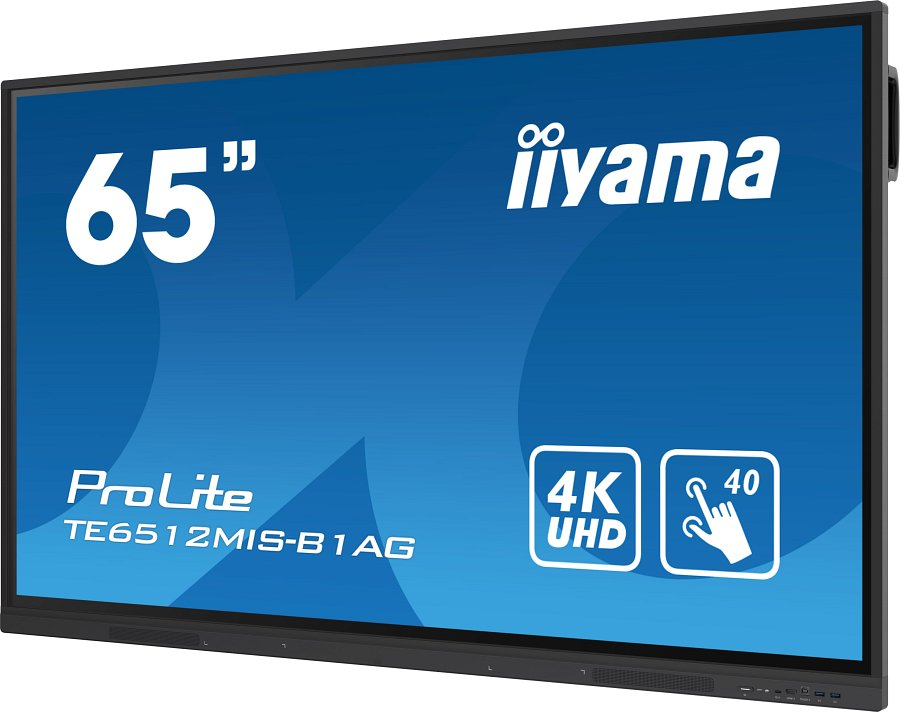 65”
iiyama
ProLite
TE6512MIS-B1AG
4K
UHD
40